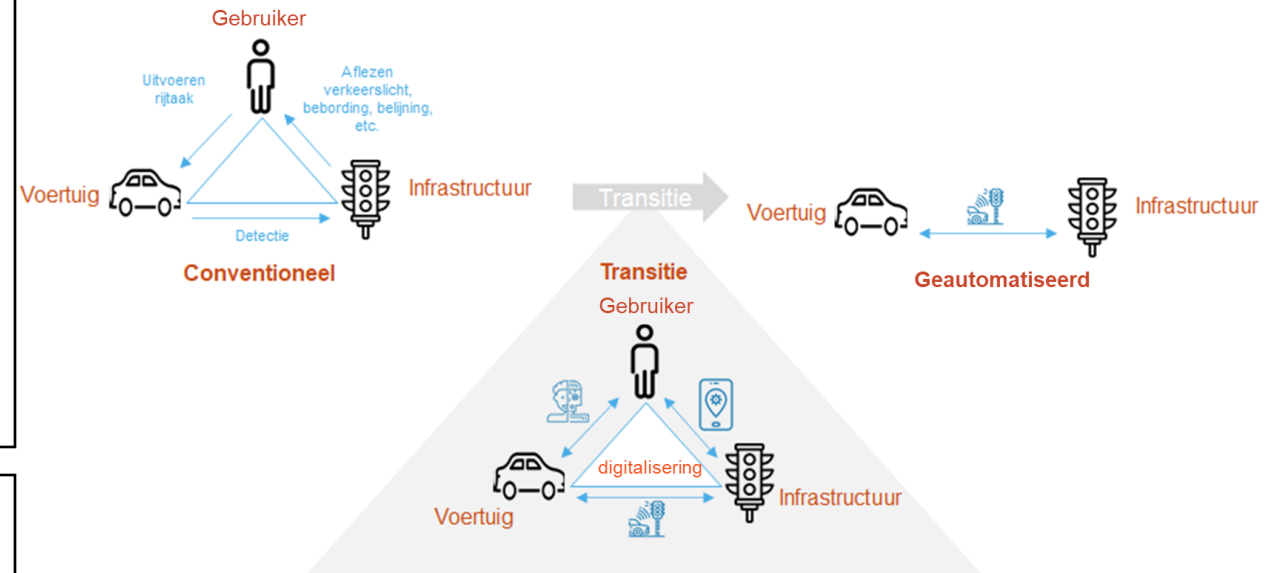 Gebruiker
Uitvoeren
rijtaak
Aflezen
verkeerslicht,
bebording, belijning,
etc.
Voertuig
Infrastructuur
Detectie
Conventioneel
Transitie
Voertuig
Infrastructuur
Geautomatiseerd
Transitie
Gebruiker
digitalisering
Voertuig
Infrastructuur